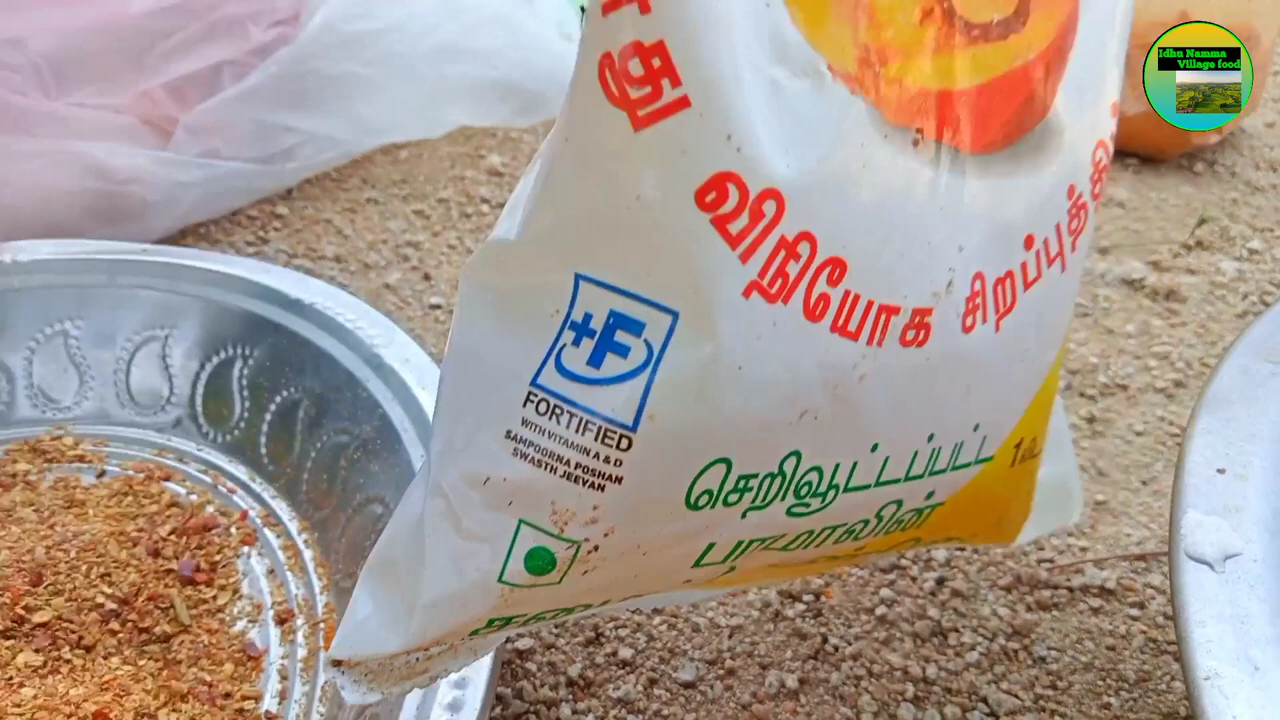 Idhu Namma
Village food
விநியோக சிறப்புத்
+F
FORTIFIED
WITH VITAMIN A & D
SAMPOORNA POSHAN
SWASTH JEEVAN
செறிவூட்டப்பட்ட
பாமாலின்